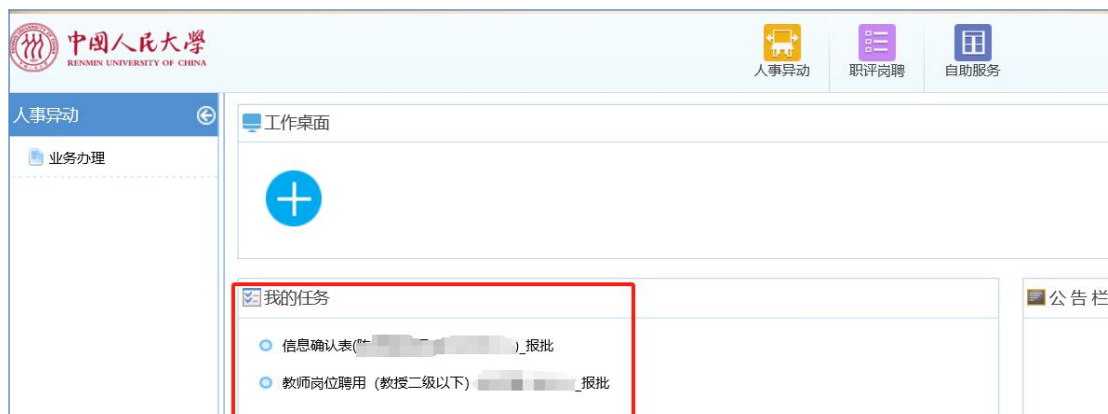 中国人民大学
RENMIN UNIVERSITY OF CHINA
人事异动
职评岗聘
自助服务
人事异动
业务办理
工作桌面
我的任务
公告栏
信息确认表( )_报批
教师岗位聘用（教授二级以下） _报批